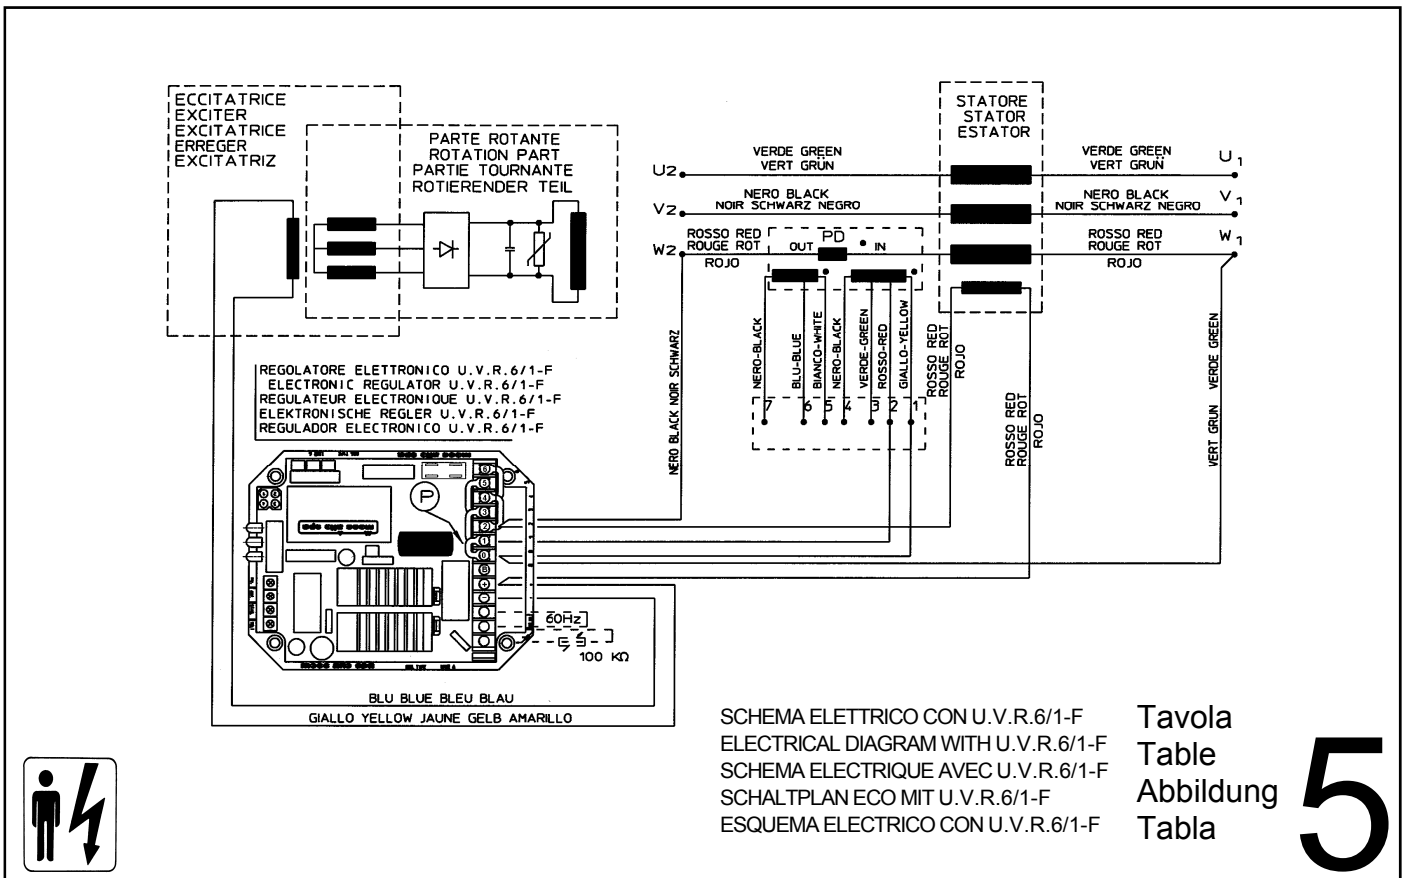 ECCITATRICE
EXCITER
EXCITATRICE
ERREGER
EXCITATRIZ
PARTE ROTANTE
ROTATION PART
PARTIE TOURNANTE
ROTIERENDER TEIL
STATORE
STATOR
ESTATOR
U2
VERDE GREEN
VERT GRÜN
VERDE GREEN
VERT GRUN
U1
V2
NERO BLACK
NOIR SCHWARZ NEGRO
NERO BLACK
NOIR SCHWARZ NEGRO
V1
W2
ROSSO RED
ROUGE ROT
ROJO
OUT
PD
IN
ROSSO RED
ROUGE ROT
ROJO
W1
NERO BLACK NOIR SCHWARZ
NERO-BLACK
BLU-BLUE
BIANCO-WHITE
NERO-BLACK
VERDE-GREEN
ROSSO-RED
GIALLO-YELLOW
ROSSO RED
ROUGE ROT
ROJO
ROSSO RED
ROUGE ROT
ROJO
VERT GRUN VERDE GREEN
7 6 5 4 3 2 1
REGOLATORE ELETTRONICO U.V.R.6/1-F
ELECTRONIC REGULATOR U.V.R.6/1-F
REGULATEUR ELECTRONIQUE U.V.R.6/1-F
ELEKTRONISCHE REGLER U.V.R.6/1-F
REGULADOR ELECTRONICO U.V.R.6/1-F
P
6
5
4
3
2
1
0
B
+
−
60Hz
100 KΩ
BLU BLUE BLEU BLAU
GIALLO YELLOW JAUNE GELB AMARILLO
SCHEMA ELETTRICO CON U.V.R.6/1-F
ELECTRICAL DIAGRAM WITH U.V.R.6/1-F
SCHEMA ELECTRIQUE AVEC U.V.R.6/1-F
SCHALTPLAN ECO MIT U.V.R.6/1-F
ESQUEMA ELECTRICO CON U.V.R.6/1-F
Tavola
Table
Abbildung
Tabla
5